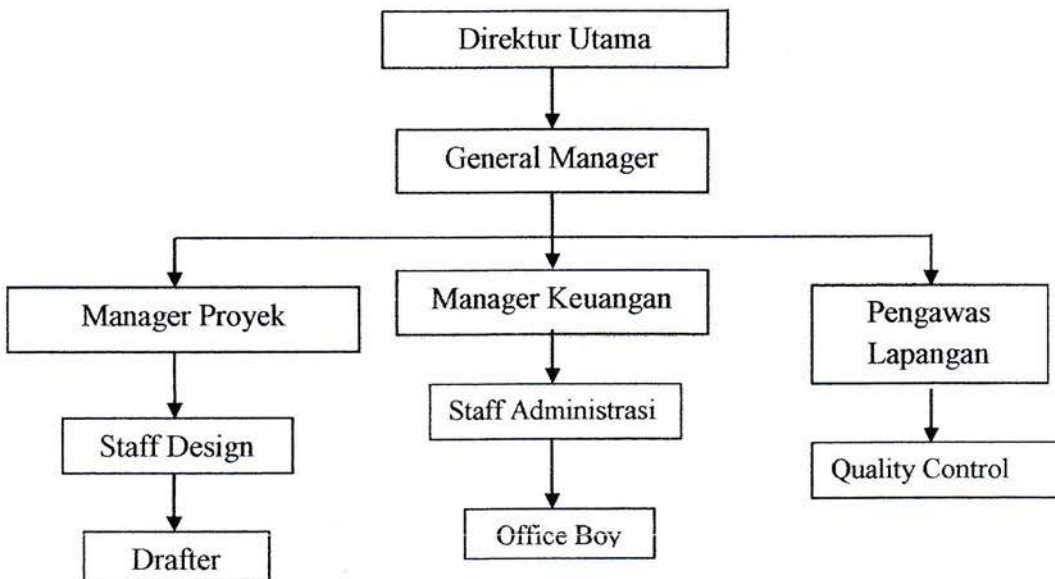 Direktur Utama
General Manager
Manager Proyek
Manager Keuangan
Pengawas
Lapangan
Staff Design
Staff Administrasi
Quality Control
Drafter
Office Boy